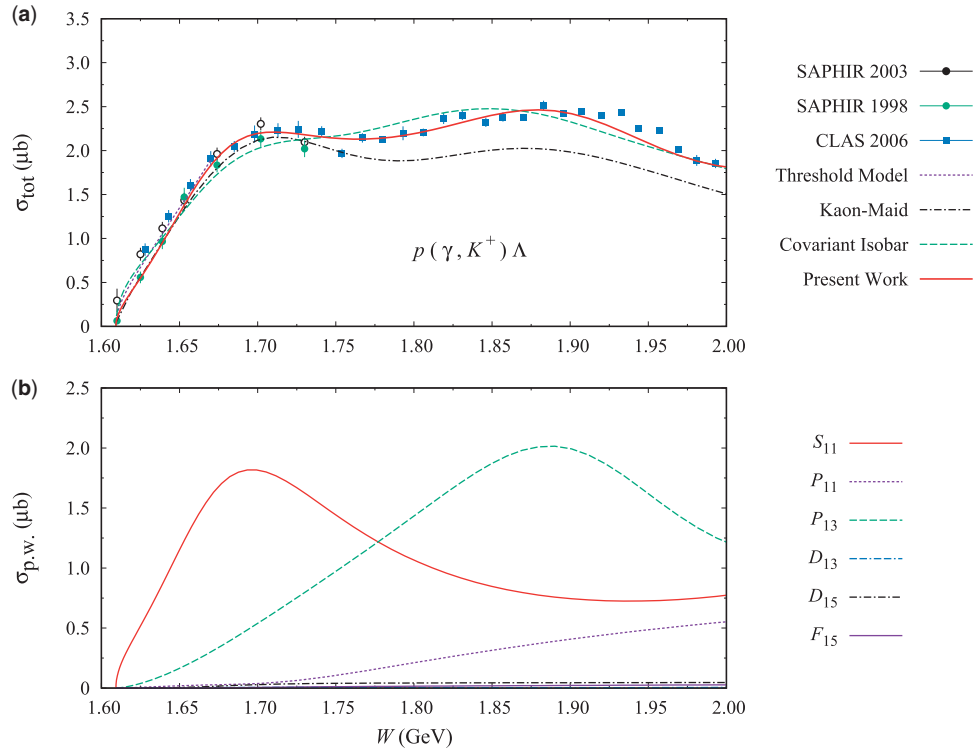 (a)
3.5
3.0
2.5
2.0
1.5
1.0
0.5
0
σtot (μb)
p ( γ , K⁺ ) Λ
1.60 1.65 1.70 1.75 1.80 1.85 1.90 1.95 2.00
SAPHIR 2003
SAPHIR 1998
CLAS 2006
Threshold Model
Kaon-Maid
Covariant Isobar
Present Work
(b)
2.5
2.0
1.5
1.0
0.5
0
σp.w. (μb)
1.60 1.65 1.70 1.75 1.80 1.85 1.90 1.95 2.00
W (GeV)
S11
P11
P13
D13
D15
F15